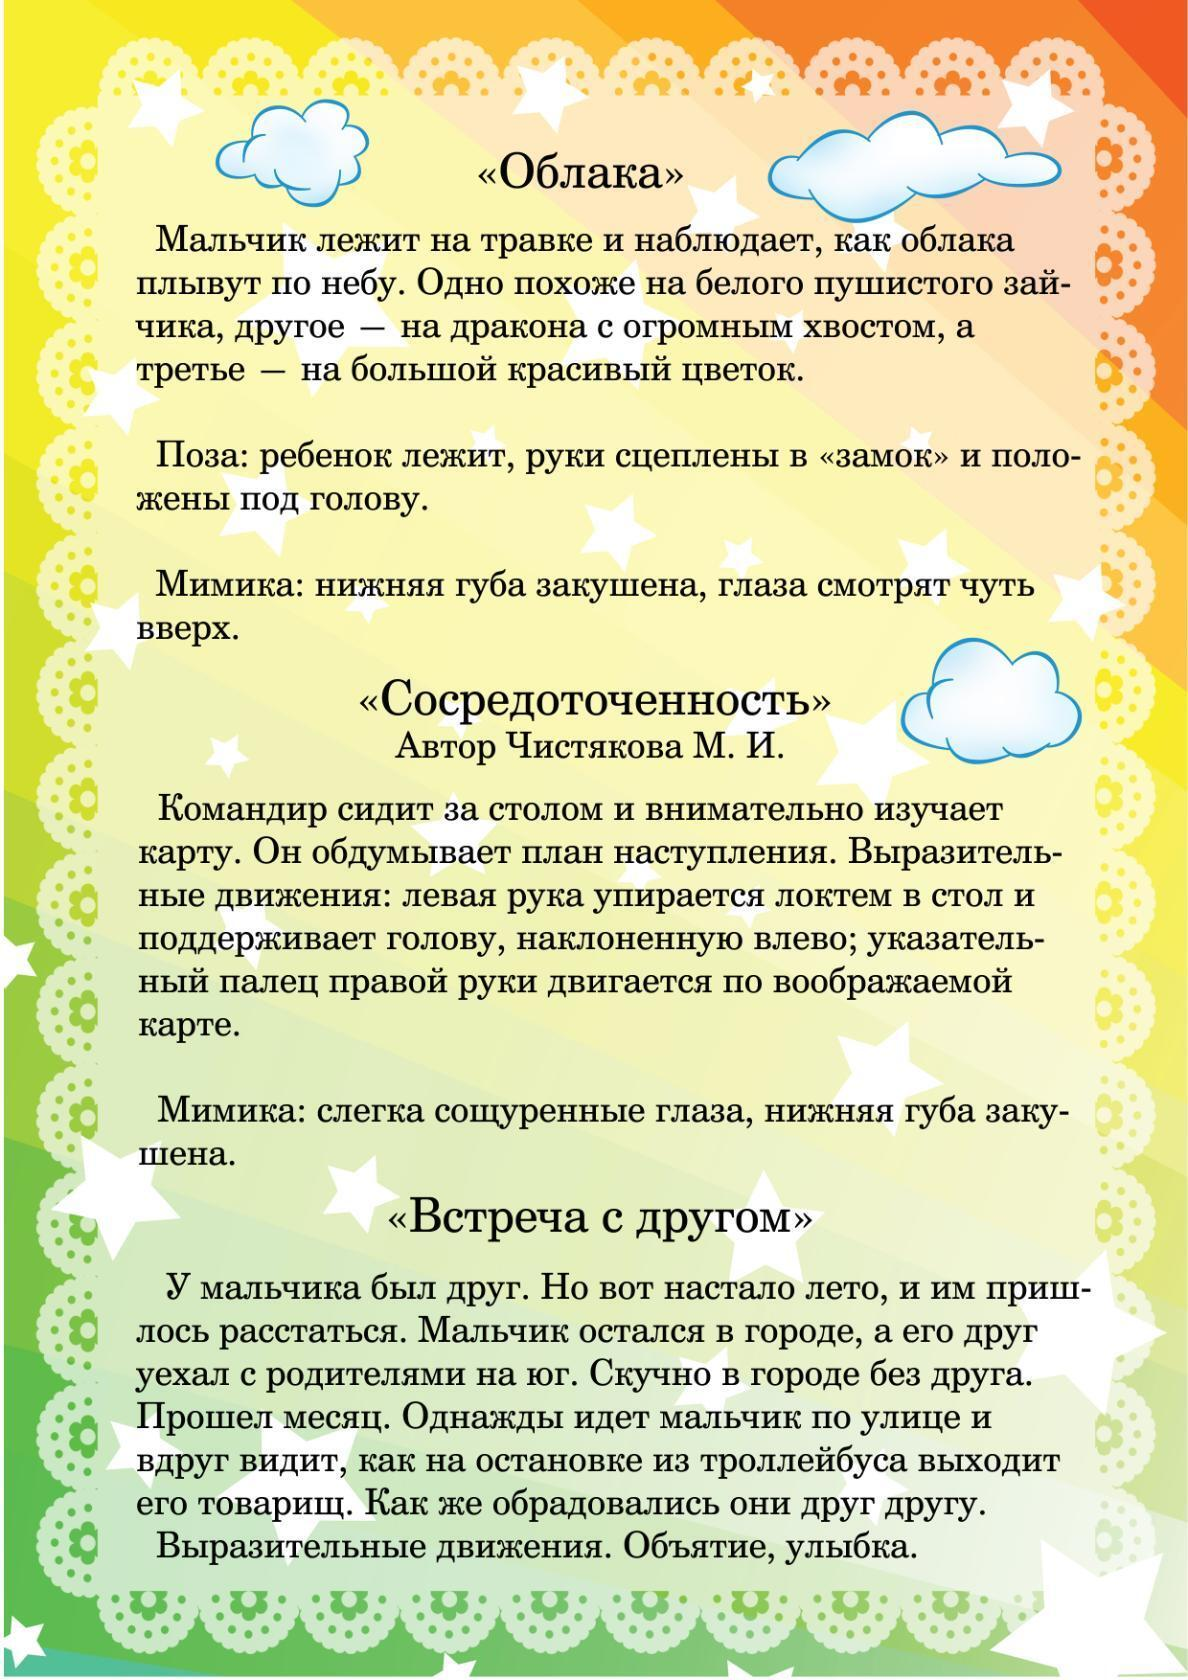 «Облака»
Мальчик лежит на травке и наблюдает, как облака
плывут по небу. Одно похоже на белого пушистого зай-
чика, другое — на дракона с огромным хвостом, а
третье — на большой красивый цветок.
Поза: ребенок лежит, руки сцеплены в «замок» и поло-
жены под голову.
Мимика: нижняя губа закушена, глаза смотрят чуть
вверх.
«Сосредоточенность»
Автор Чистякова М. И.
Командир сидит за столом и внимательно изучает
карту. Он обдумывает план наступления. Выразитель-
ные движения: левая рука упирается локтем в стол и
поддерживает голову, наклоненную влево; указатель-
ный палец правой руки двигается по воображаемой
карте.
Мимика: слегка сощуренные глаза, нижняя губа заку-
шена.
«Встреча с другом»
У мальчика был друг. Но вот настало лето, и им приш-
лось расстаться. Мальчик остался в городе, а его друг
уехал с родителями на юг. Скучно в городе без друга.
Прошел месяц. Однажды идет мальчик по улице и
вдруг видит, как на остановке из троллейбуса выходит
его товарищ. Как же обрадовались они друг другу.
Выразительные движения. Объятие, улыбка.